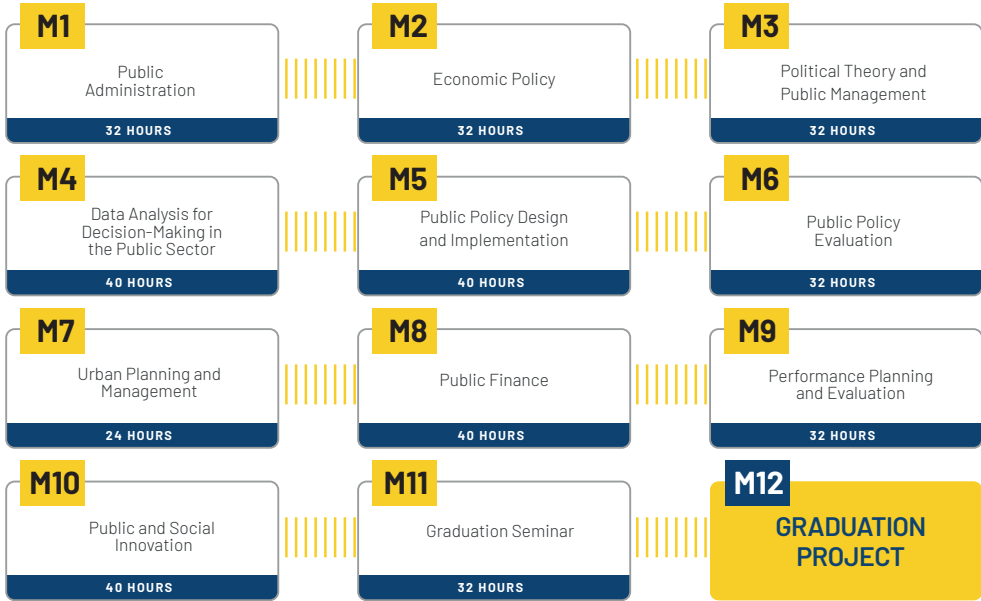 M1
Public
Administration
32 HOURS
M2
Economic Policy
32 HOURS
M3
Political Theory and
Public Management
32 HOURS
M4
Data Analysis for
Decision-Making in
the Public Sector
40 HOURS
M5
Public Policy Design
and Implementation
40 HOURS
M6
Public Policy
Evaluation
32 HOURS
M7
Urban Planning and
Management
24 HOURS
M8
Public Finance
40 HOURS
M9
Performance Planning
and Evaluation
32 HOURS
M10
Public and Social
Innovation
40 HOURS
M11
Graduation Seminar
32 HOURS
M12
GRADUATION
PROJECT